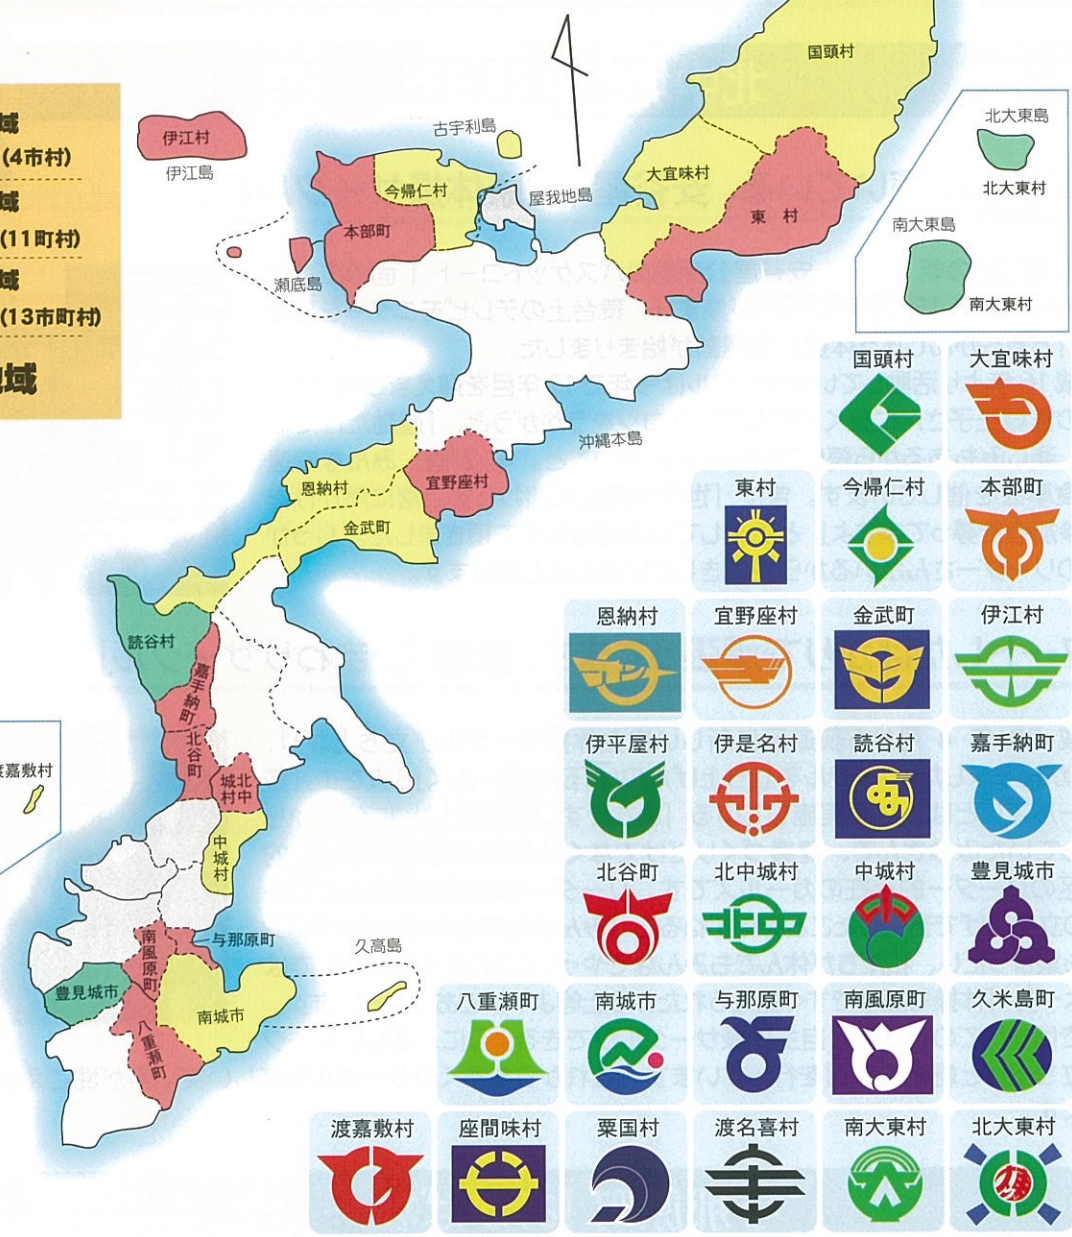 域
(4市村)
域
(11町村)
域
(13市町村)
域
国頭村
伊江村
伊江島
古宇利島
今帰仁村
屋我地島
大宜味村
東 村
本部町
瀬底島
北大東島
北大東村
南大東島
南大東村
沖縄本島
恩納村
宜野座村
金武町
読谷村
嘉手納町
北谷町
北中城村
中城村
渡嘉敷村
与那原町
南風原町
久高島
豊見城市
南城市
八重瀬町
国頭村
大宜味村
東村
今帰仁村
本部町
恩納村
宜野座村
金武町
伊江村
伊平屋村
伊是名村
読谷村
嘉手納町
北谷町
北中城村
中城村
豊見城市
八重瀬町
南城市
与那原町
南風原町
久米島町
渡嘉敷村
座間味村
粟国村
渡名喜村
南大東村
北大東村